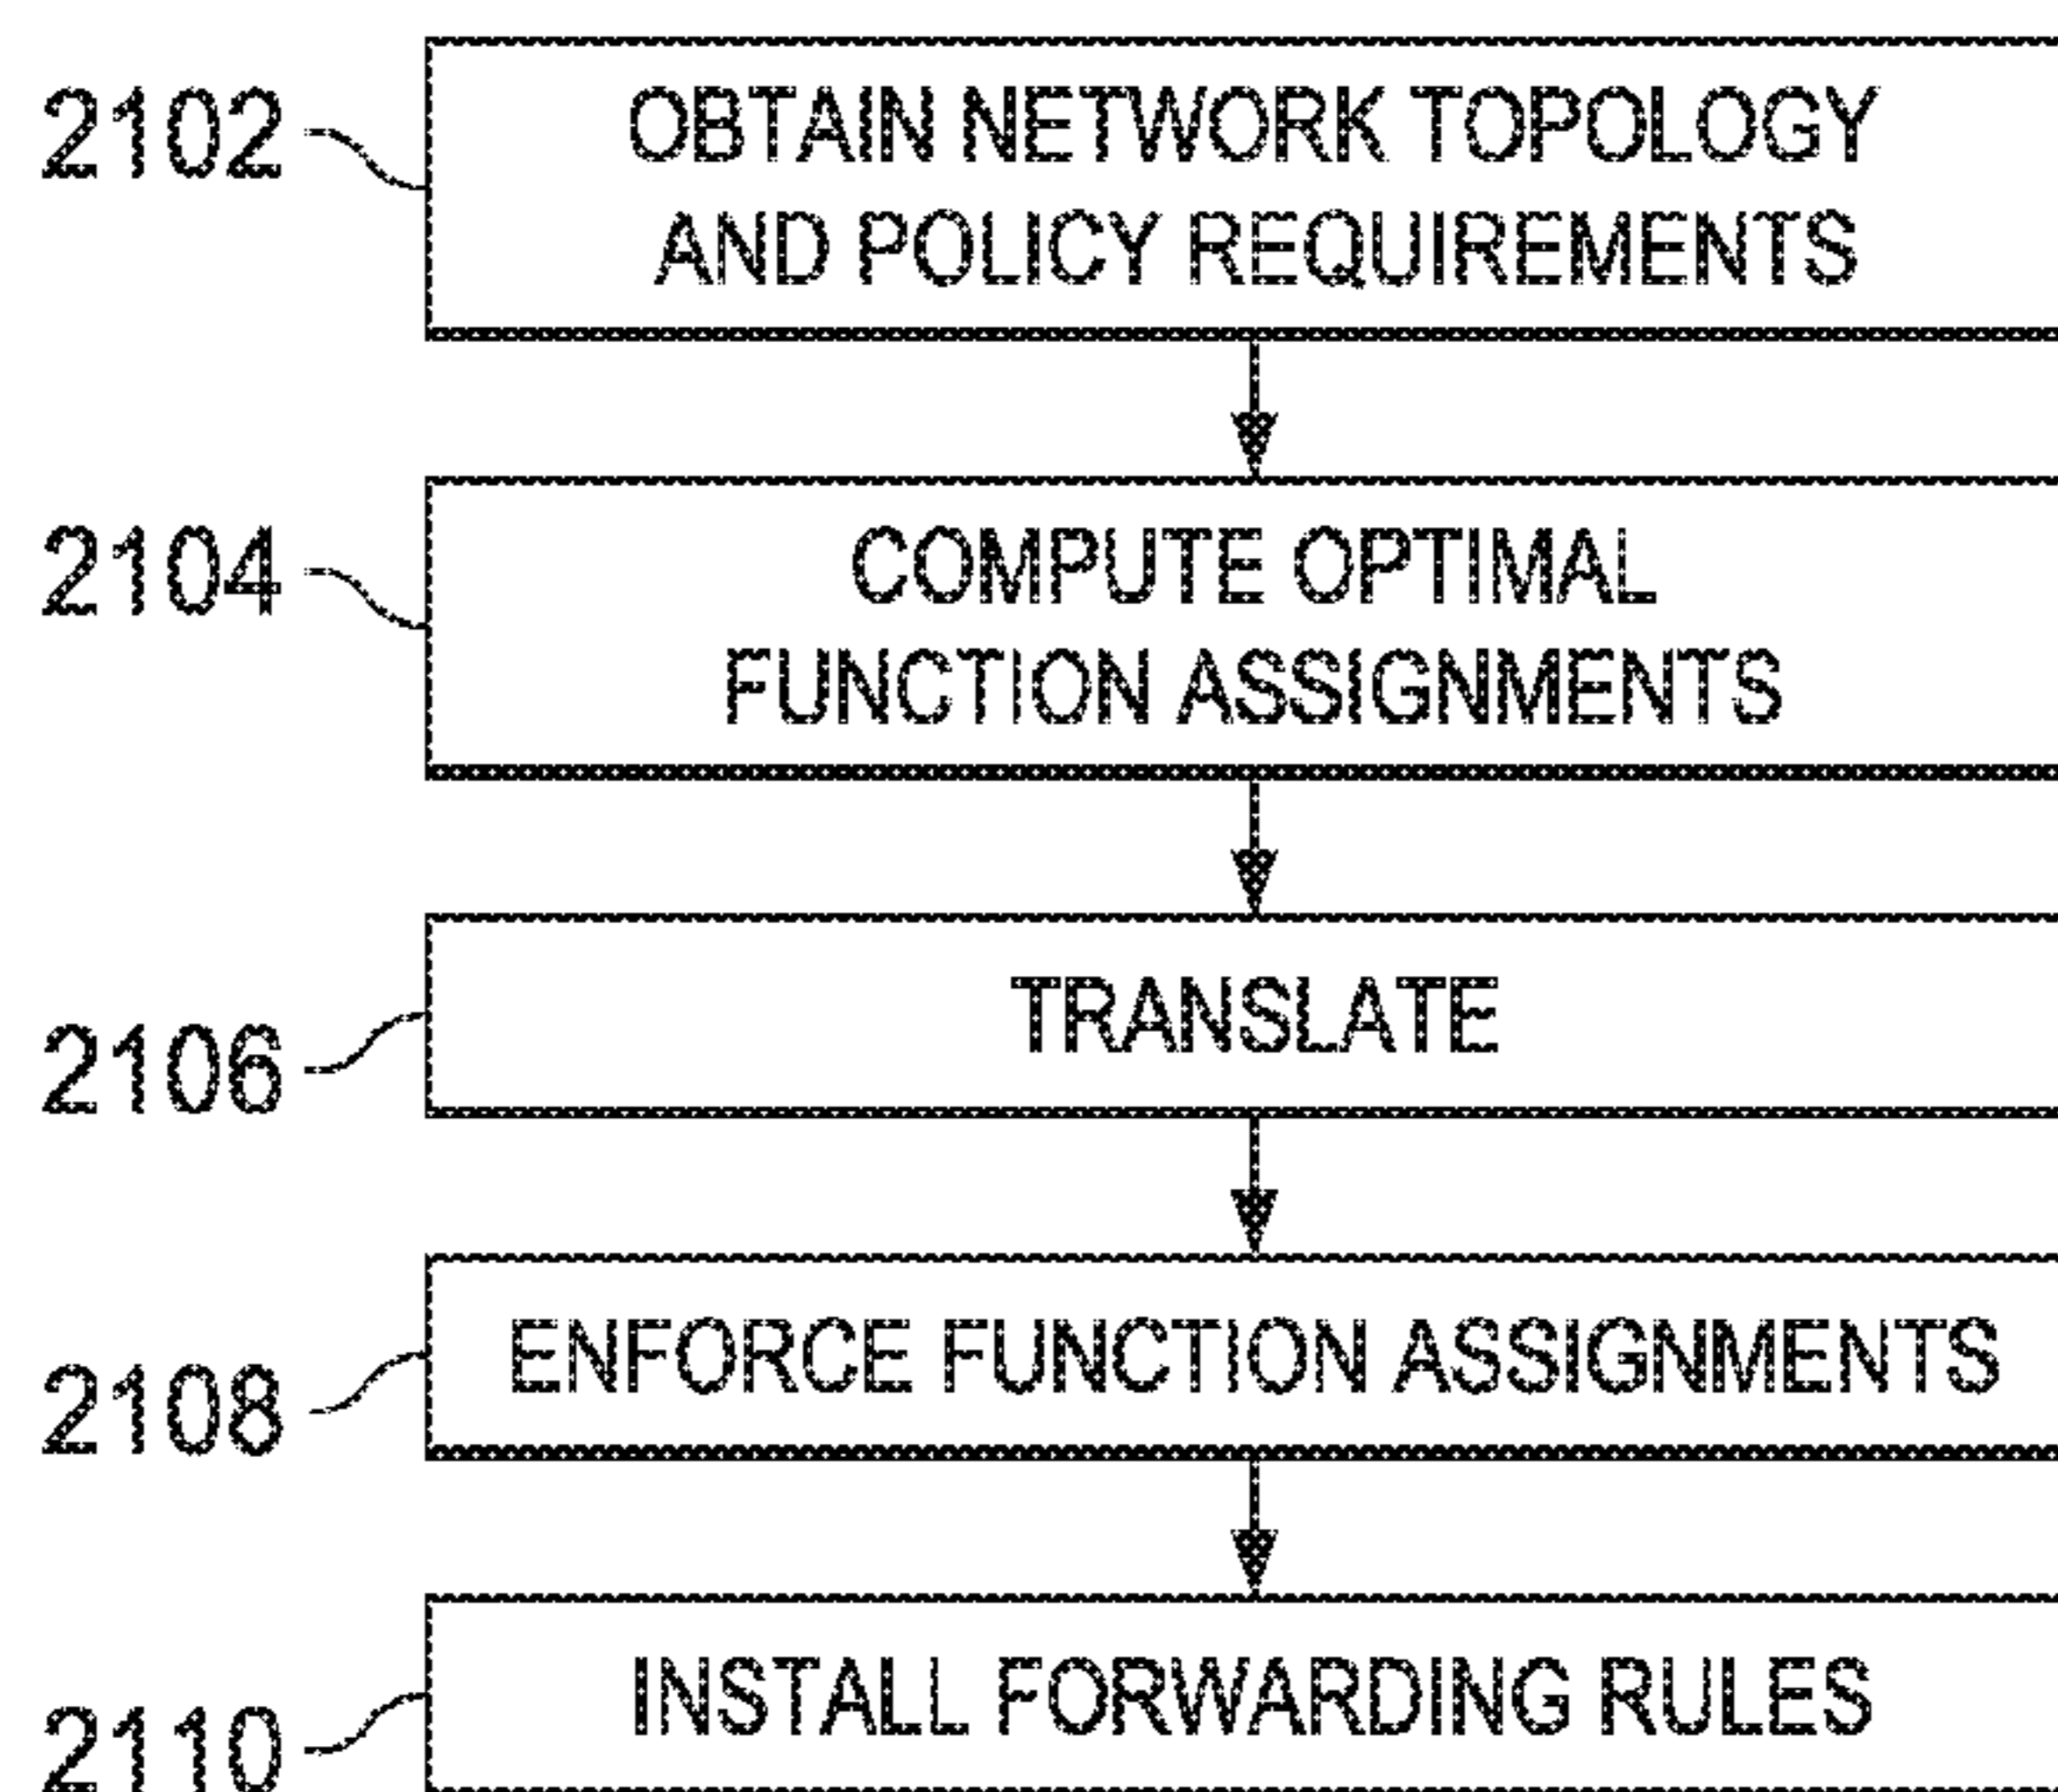 2102
OBTAIN NETWORK TOPOLOGY
AND POLICY REQUIREMENTS
2104
COMPUTE OPTIMAL
FUNCTION ASSIGNMENTS
2106
TRANSLATE
2108
ENFORCE FUNCTION ASSIGNMENTS
2110
INSTALL FORWARDING RULES